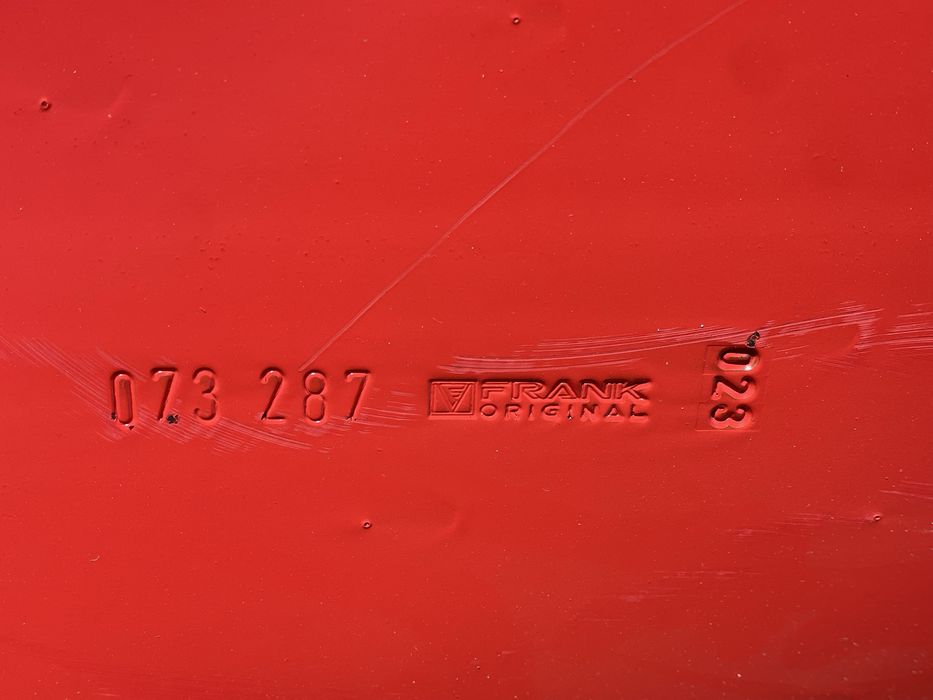 073 287
FRANK
ORIGINAL
023